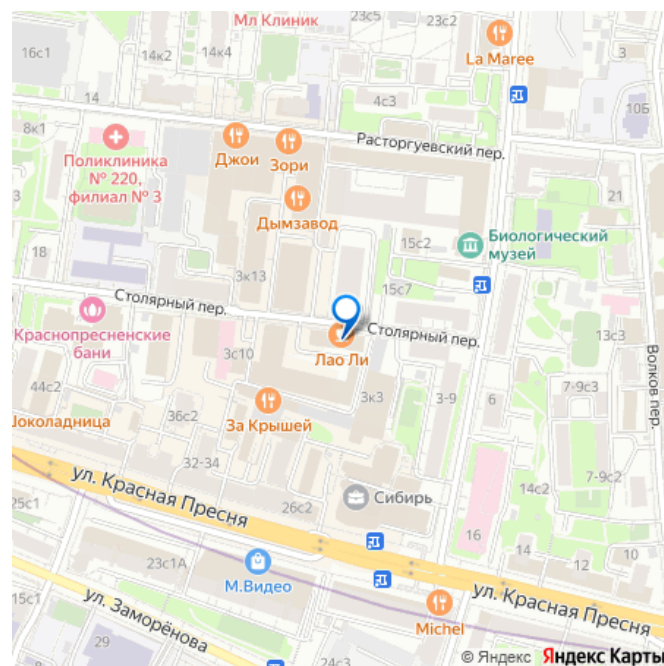 Мл Клиник
23с5
23с6
16с1
14к2
14к4
La Maree
3
4с3
10Б
14
8к1
Расторгуевский пер.
Поликлиника
№ 220,
филиал № 3
Джои
Зори
Дымзавод
21
15с2
Биологический
музей
18
3к13
15с7
Столярный пер.
Столярный пер.
Краснопресненские
бани
13с3
Волков пер.
3с10
Лао Ли
44с2
3к3
3-9
6
7-9с3
36с2
За Крышей
Шоколадница
32-34
7-9с2
ул. Красная Пресня
Сибирь
14с2
26с2
25с1
16
14
12
10
23с1А
М.Видео
ул. Красная Пресня
15с1
ул. Заморёнова
Michel
29
© Яндекс Яндекс Карты